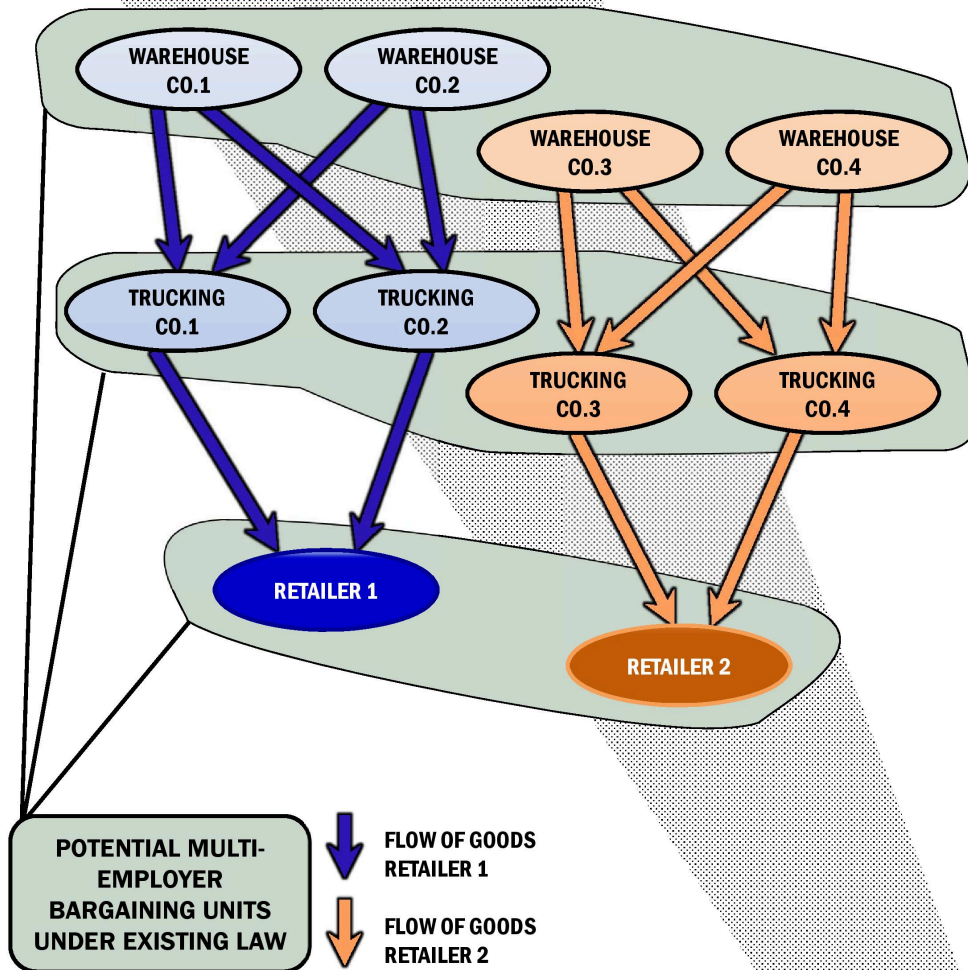 WAREHOUSE
CO.1
WAREHOUSE
CO.2
WAREHOUSE
CO.3
WAREHOUSE
CO.4
TRUCKING
CO.1
TRUCKING
CO.2
TRUCKING
CO.3
TRUCKING
CO.4
RETAILER 1
RETAILER 2
POTENTIAL MULTI-
EMPLOYER
BARGAINING UNITS
UNDER EXISTING LAW
FLOW OF GOODS
RETAILER 1
FLOW OF GOODS
RETAILER 2